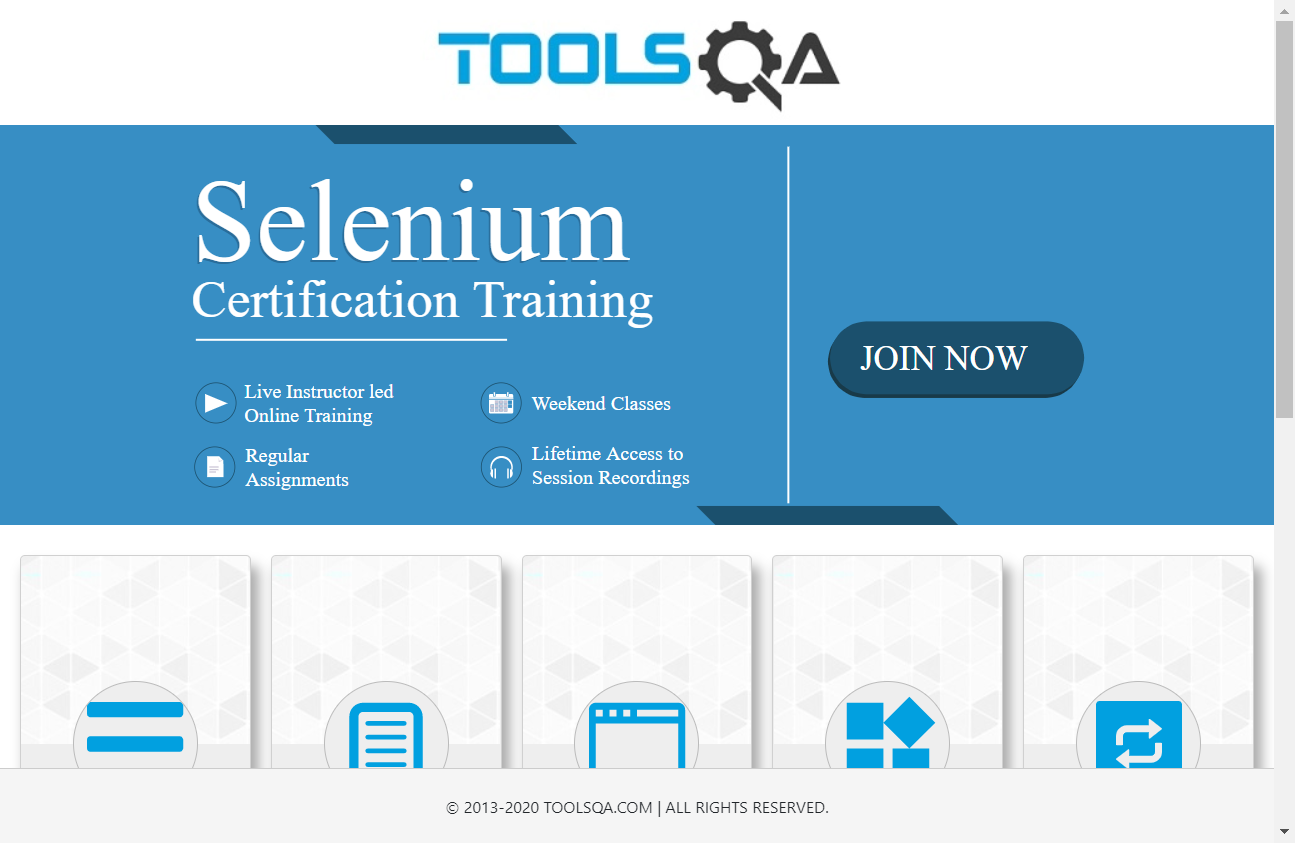 TOOLSQA
Selenium
Certification Training
JOIN NOW
Live Instructor led
Online Training
Weekend Classes
Regular
Assignments
Lifetime Access to
Session Recordings
© 2013-2020 TOOLSQA.COM | ALL RIGHTS RESERVED.